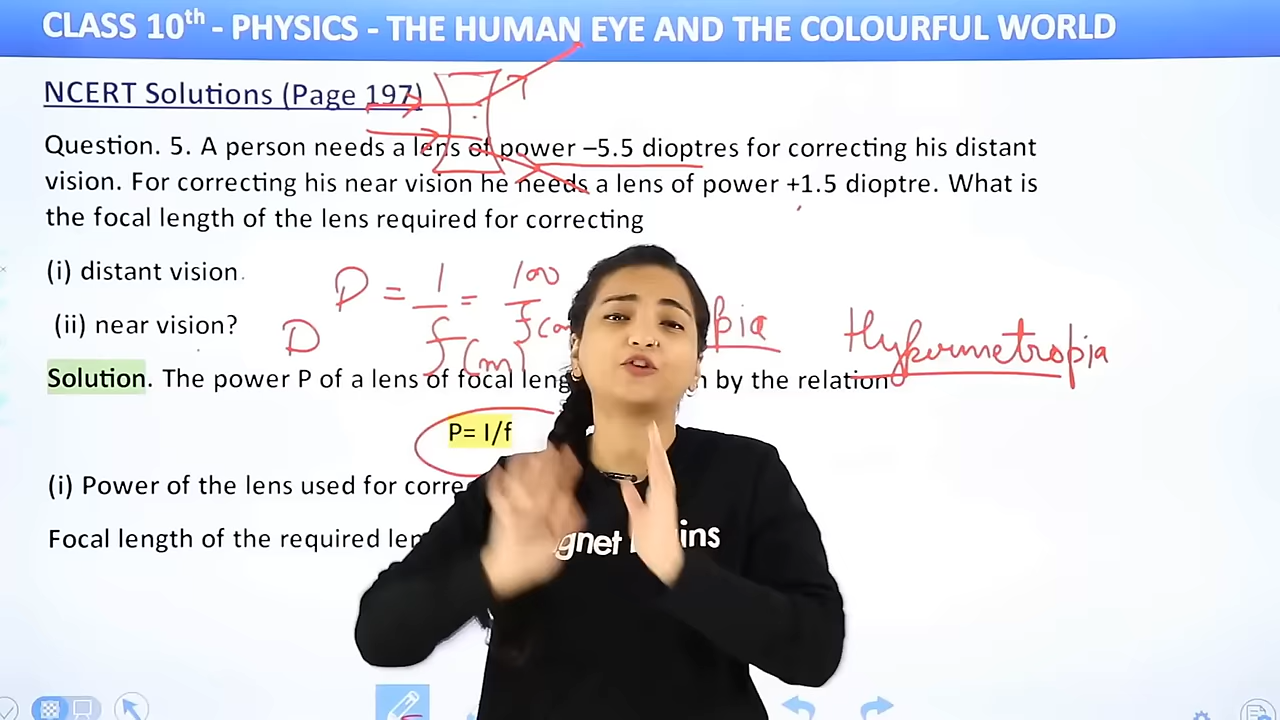 CLASS 10th - PHYSICS - THE HUMAN EYE AND THE COLOURFUL WORLD
NCERT Solutions (Page 197)
Question. 5. A person needs a lens of power –5.5 dioptres for correcting his distant
vision. For correcting his near vision he needs a lens of power +1.5 dioptre. What is
the focal length of the lens required for correcting
(i) distant vision.
P = 1/f(m) = 100/f(
(ii) near vision?
D
pia
Hypermetropia
Solution. The power P of a lens of focal by the relation
P= I/f
(i) Power of the lens used for
Focal length of the required
gnet ins